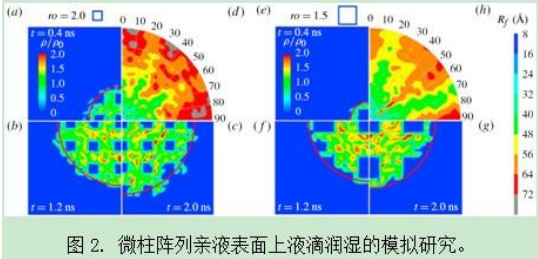 (a) ro = 2.0 (d) (e) ro = 1.5 (h) Rf (Å)
t = 0.4 ns 0 10 20 30 40 50 60 70 80 90
ρ/ρ0
2.0
1.5
1.0
0.5
0
t = 0.4 ns 0 10 20 30 40 50 60 70 80 90
ρ/ρ0
2.0
1.5
1.0
0.5
0
8
16
24
32
40
48
56
64
72
(b) (c) (f) (g)
t = 1.2 ns t = 2.0 ns t = 1.2 ns t = 2.0 ns
图 2. 微柱阵列亲液表面上液滴润湿的模拟研究。